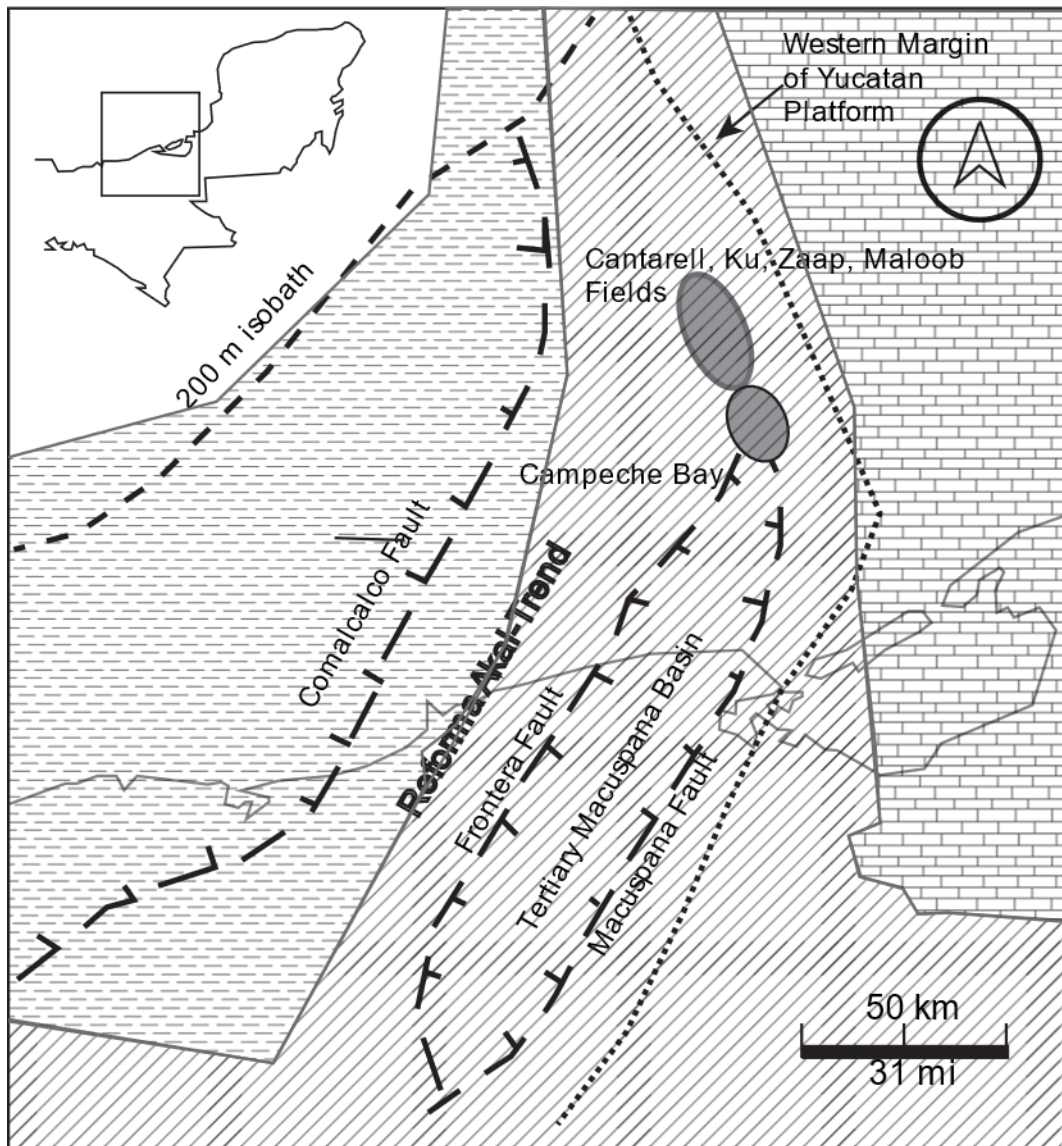 Western Margin
of Yucatan
Platform
Cantarell, Ku, Zaap, Maloob
Fields
200 m isobath
Campeche Bay
Comalcalco Fault
Reforma Akal-Trend
Frontera Fault
Tertiary Macuspana Basin
Macuspana Fault
50 km
31 mi